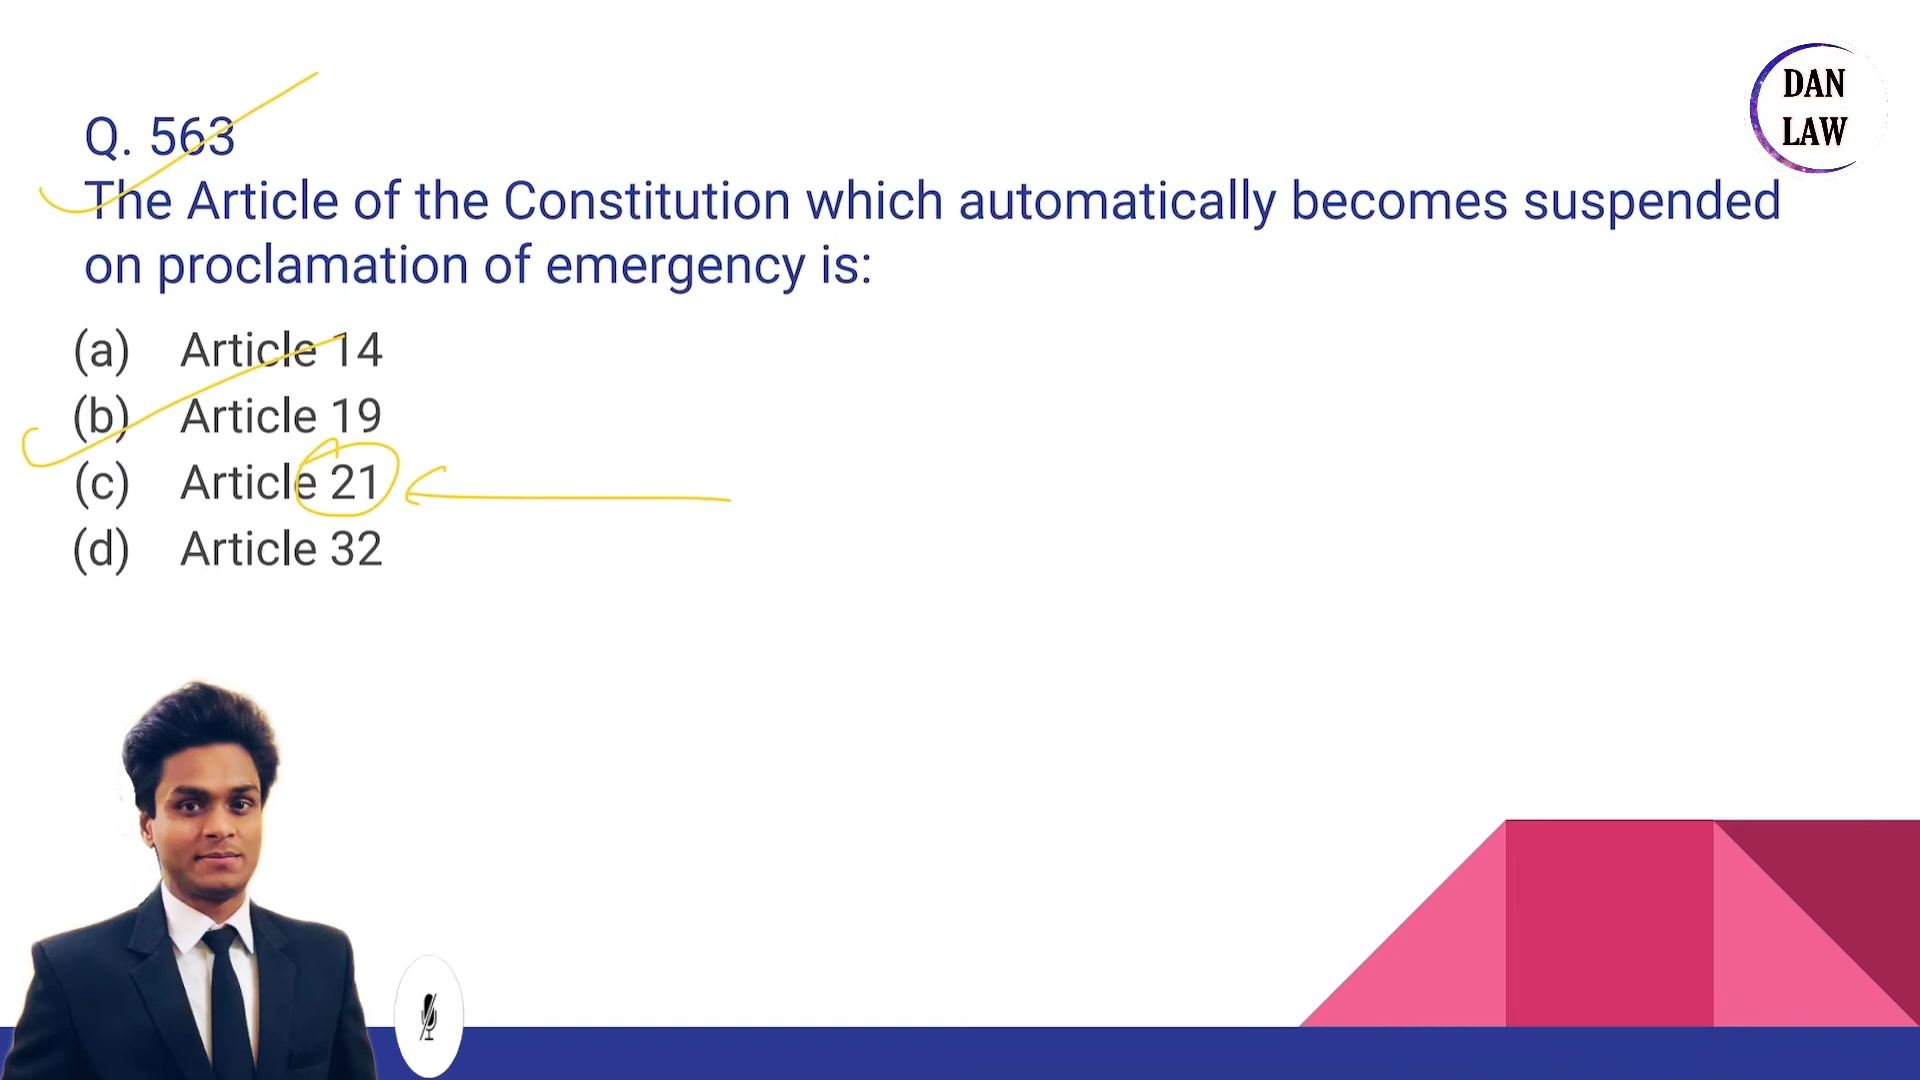 DAN
LAW
Q. 563
The Article of the Constitution which automatically becomes suspended
on proclamation of emergency is:
(a) Article 14
(b) Article 19
(c) Article 21
(d) Article 32